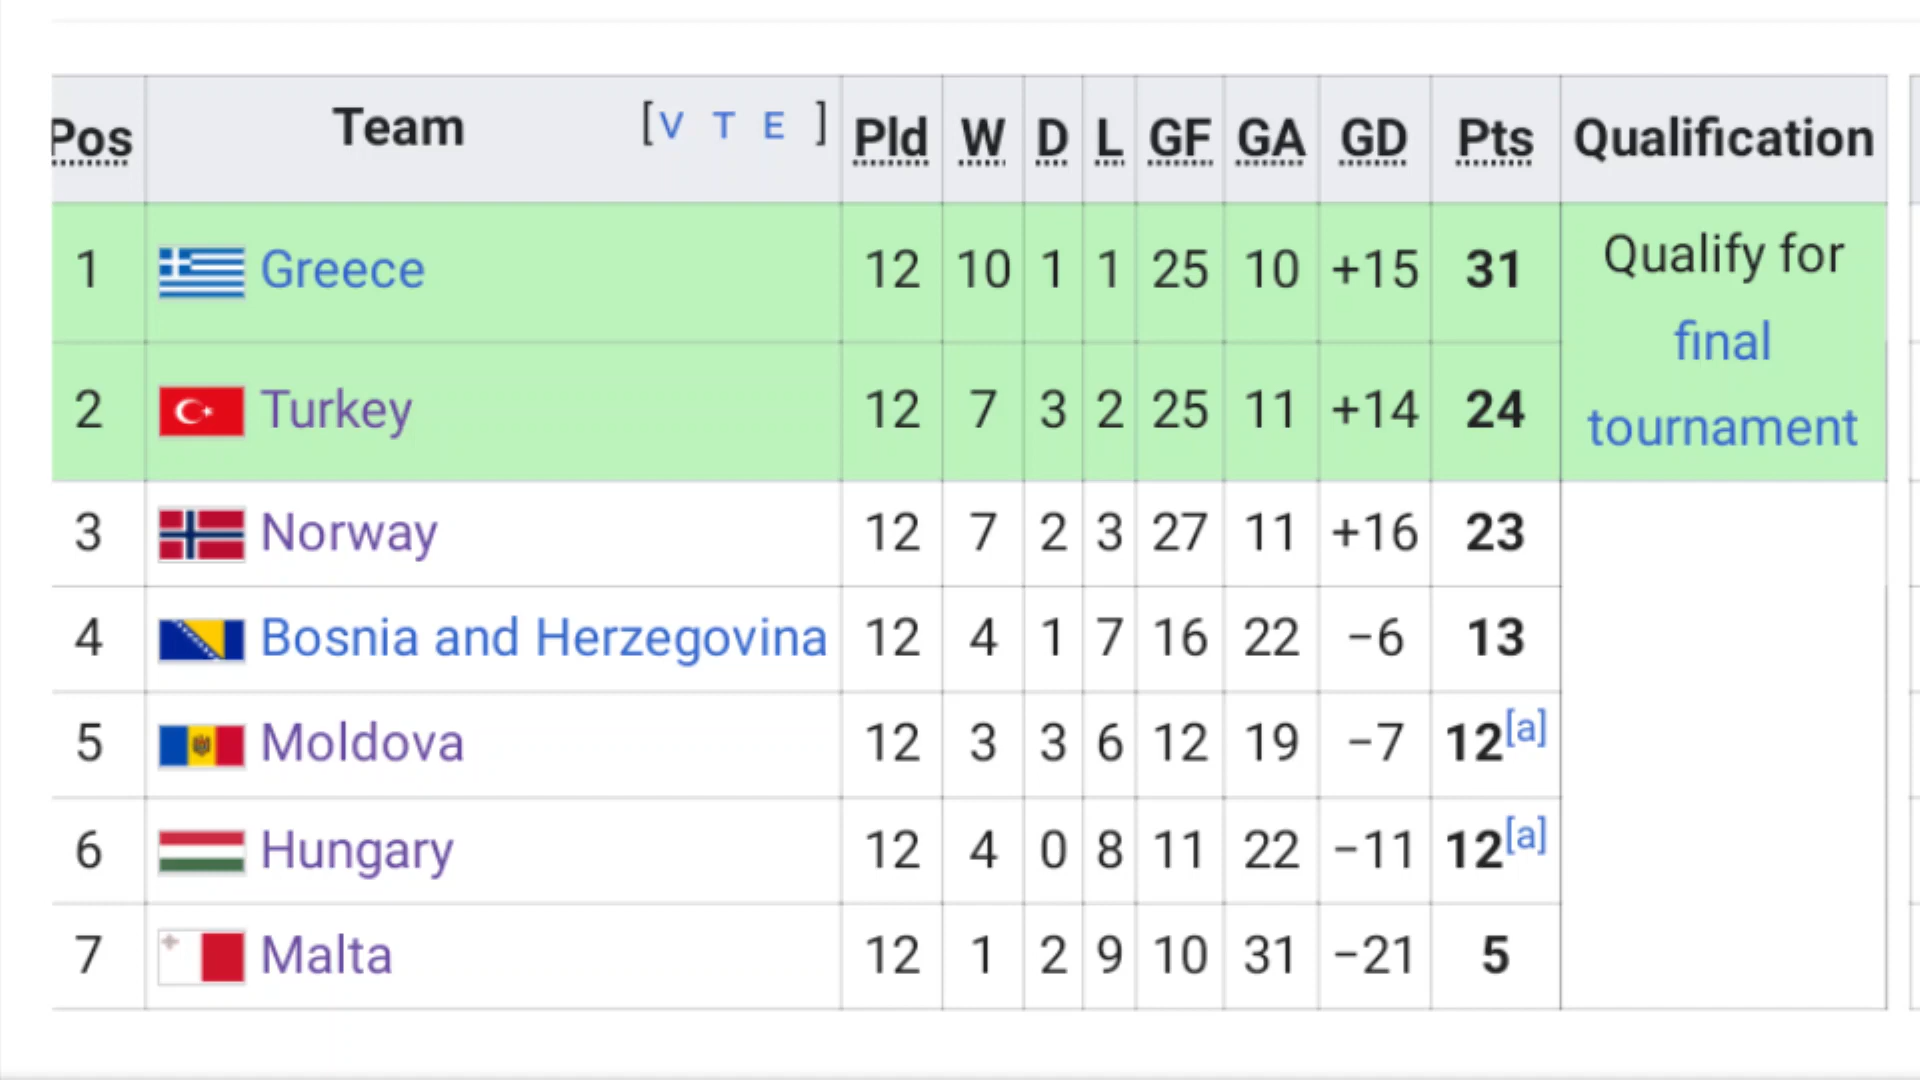 Pos Team [V T E ] Pld W D L GF GA GD Pts Qualification
1 Greece 12 10 1 1 25 10 +15 31 Qualify for
final
2 Turkey 12 7 3 2 25 11 +14 24 tournament
3 Norway 12 7 2 3 27 11 +16 23
4 Bosnia and Herzegovina 12 4 1 7 16 22 −6 13
5 Moldova 12 3 3 6 12 19 −7 12[a]
6 Hungary 12 4 0 8 11 22 −11 12[a]
7 Malta 12 1 2 9 10 31 −21 5